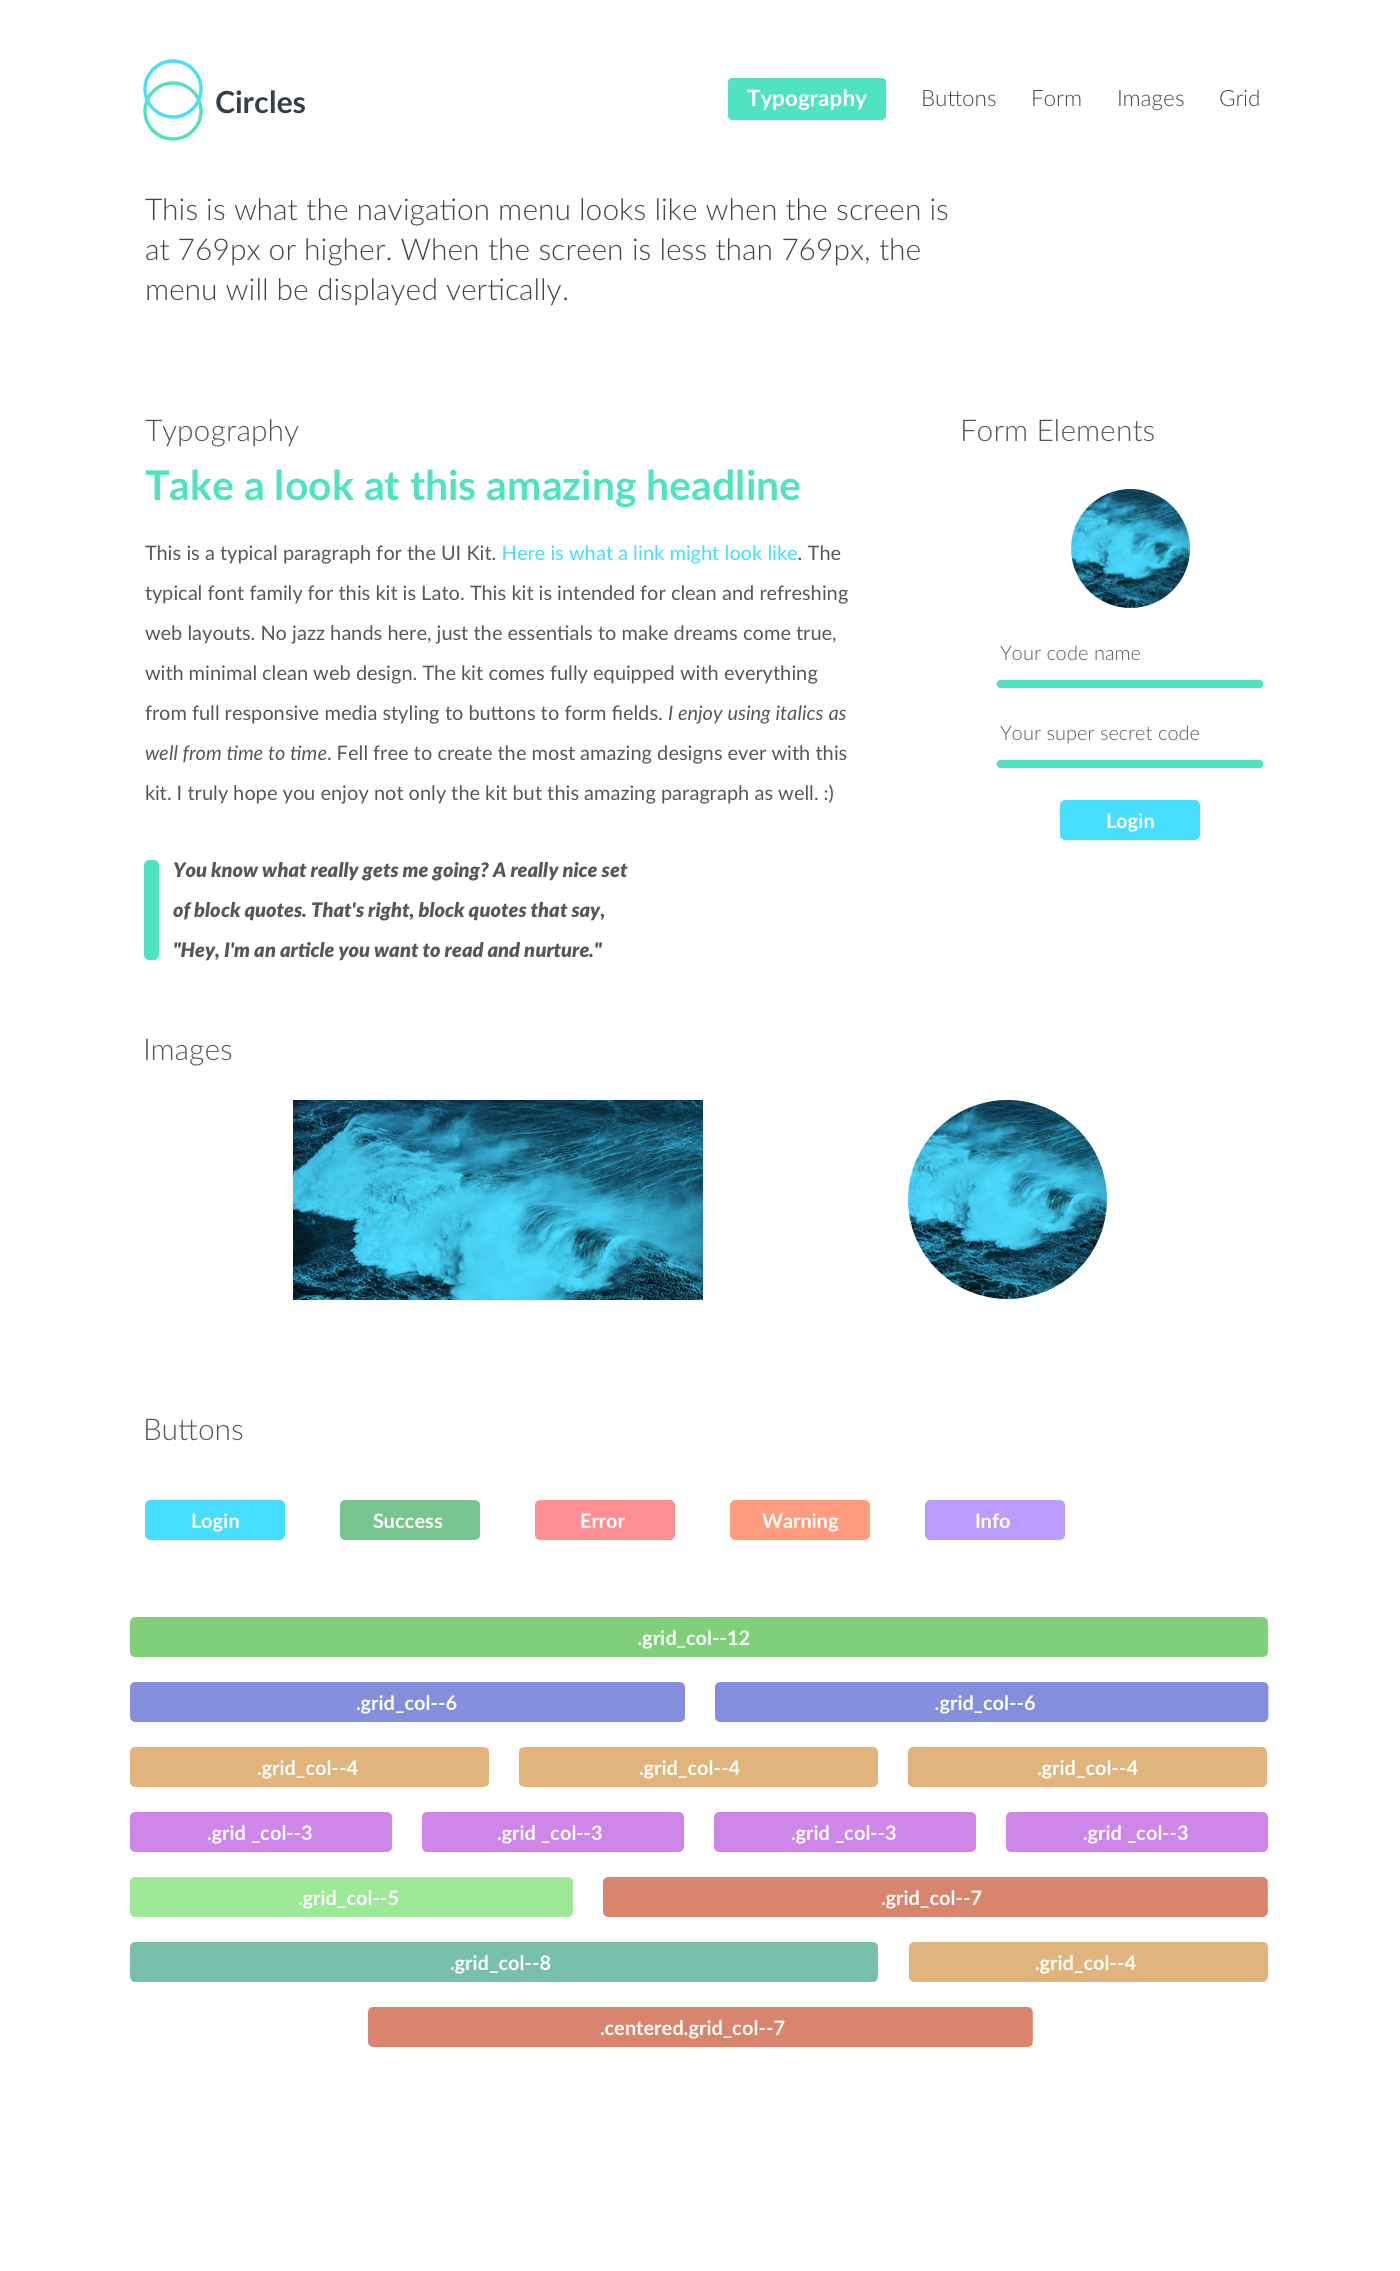 Circles
Typography
Buttons
Form
Images
Grid
This is what the navigation menu looks like when the screen is
at 769px or higher. When the screen is less than 769px, the
menu will be displayed vertically.
Typography
Take a look at this amazing headline
This is a typical paragraph for the UI Kit. Here is what a link might look like. The
typical font family for this kit is Lato. This kit is intended for clean and refreshing
web layouts. No jazz hands here, just the essentials to make dreams come true,
with minimal clean web design. The kit comes fully equipped with everything
from full responsive media styling to buttons to form fields. I enjoy using italics as
well from time to time. Fell free to create the most amazing designs ever with this
kit. I truly hope you enjoy not only the kit but this amazing paragraph as well. :)
You know what really gets me going? A really nice set
of block quotes. That's right, block quotes that say,
"Hey, I'm an article you want to read and nurture."
Form Elements
Your code name
Your super secret code
Login
Images
Buttons
Login
Success
Error
Warning
Info
.grid_col--12
.grid_col--6
.grid_col--6
.grid_col--4
.grid_col--4
.grid_col--4
.grid _col--3
.grid _col--3
.grid _col--3
.grid _col--3
.grid_col--5
.grid_col--7
.grid_col--8
.grid_col--4
.centered.grid_col--7